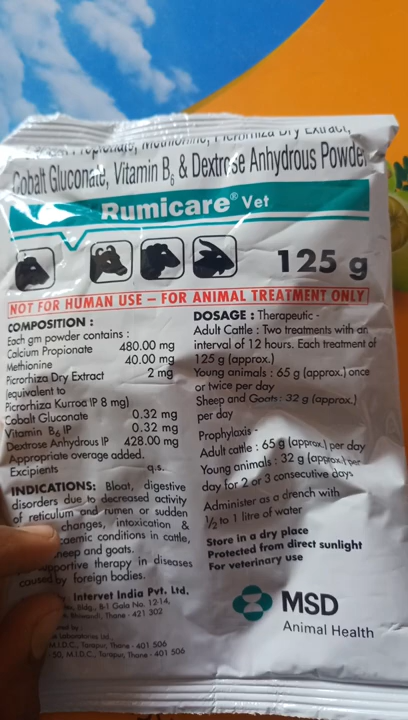 Cobalt Gluconate, Vitamin B6 & Dextrose Anhydrous Powder
Rumicare® Vet
125 g
NOT FOR HUMAN USE – FOR ANIMAL TREATMENT ONLY
COMPOSITION :
Each gm powder contains :
Calcium Propionate 480.00 mg
Methionine 40.00 mg
Picrorhiza Dry Extract 2 mg
(equivalent to
Picrorhiza Kurroa IP 8 mg)
Cobalt Gluconate 0.32 mg
Vitamin B6 IP 0.32 mg
Dextrose Anhydrous IP 428.00 mg
Appropriate overage added.
Excipients q.s.
INDICATIONS: Bloat, digestive
disorders due to decreased activity
of reticulum and rumen or sudden
changes, intoxication &
conditions in cattle,
and goats.
therapy in diseases
caused by foreign bodies.
Intervet India Pvt. Ltd.
Bldg., B-1 Gala No. 12-14,
Bhiwandi, Thane - 421 302
Laboratories Ltd.,
M.I.D.C., Tarapur, Thane - 401 506
-50, M.I.D.C., Tarapur, Thane - 401 506
DOSAGE : Therapeutic -
Adult Cattle : Two treatments with an
interval of 12 hours. Each treatment of
125 g (approx.)
Young animals : 65 g (approx.) once
or twice per day
Sheep and Goats : 32 g (approx.)
per day
Prophylaxis -
Adult cattle : 65 g (approx.) per day
Young animals : 32 g (approx.) per
day for 2 or 3 consecutive days
Administer as a drench with
½ to 1 litre of water
Store in a dry place
Protected from direct sunlight
For veterinary use
MSD
Animal Health